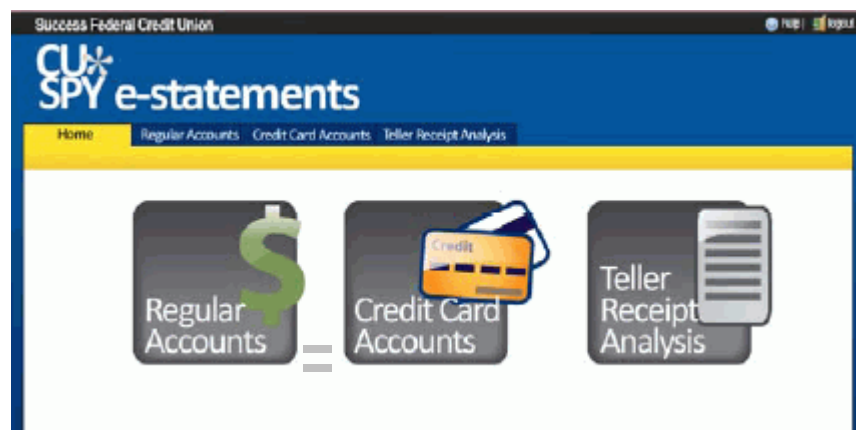 Success Federal Credit Union
help | logout
CU*
SPY e-statements
Home Regular Accounts Credit Card Accounts Teller Receipt Analysis
Regular
Accounts
=
Credit
Credit Card
Accounts
Teller
Receipt
Analysis